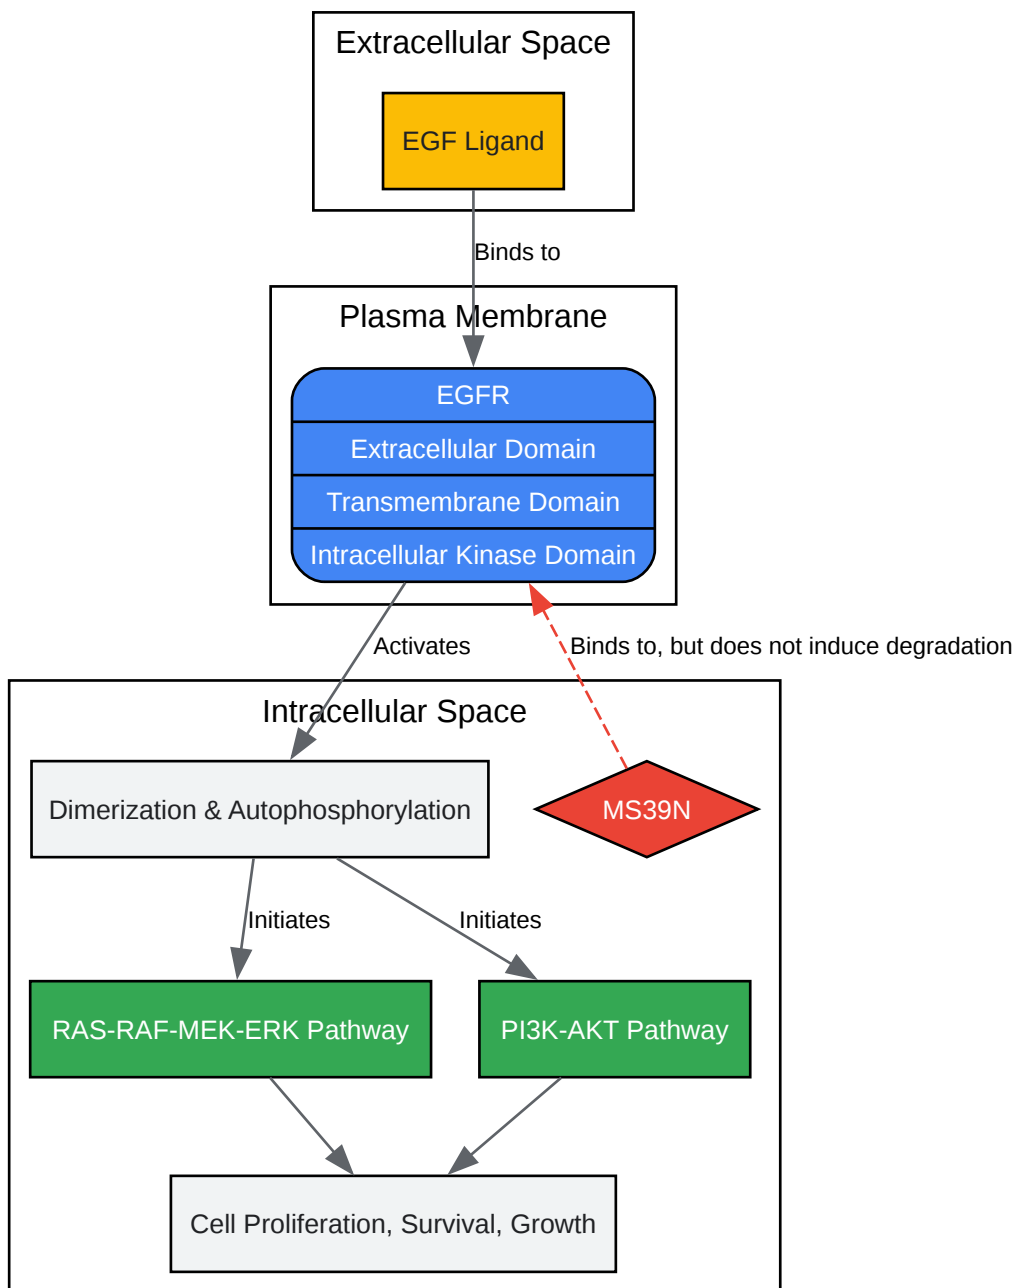 Extracellular Space
EGF Ligand
Binds to
Plasma Membrane
EGFR
Extracellular Domain
Transmembrane Domain
Intracellular Kinase Domain
Activates
Binds to, but does not induce degradation
Intracellular Space
Dimerization & Autophosphorylation
MS39N
Initiates
Initiates
RAS-RAF-MEK-ERK Pathway
PI3K-AKT Pathway
Cell Proliferation, Survival, Growth